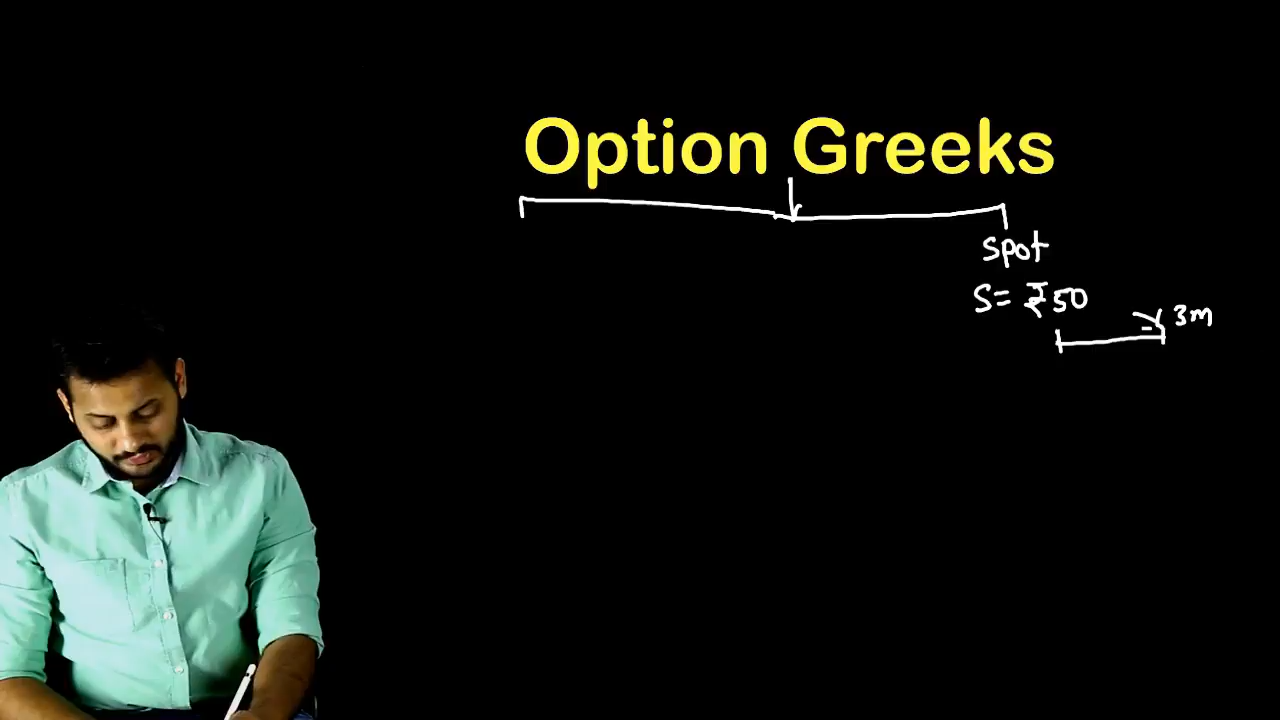 Option Greeks
Spot
S= ₹50
3m